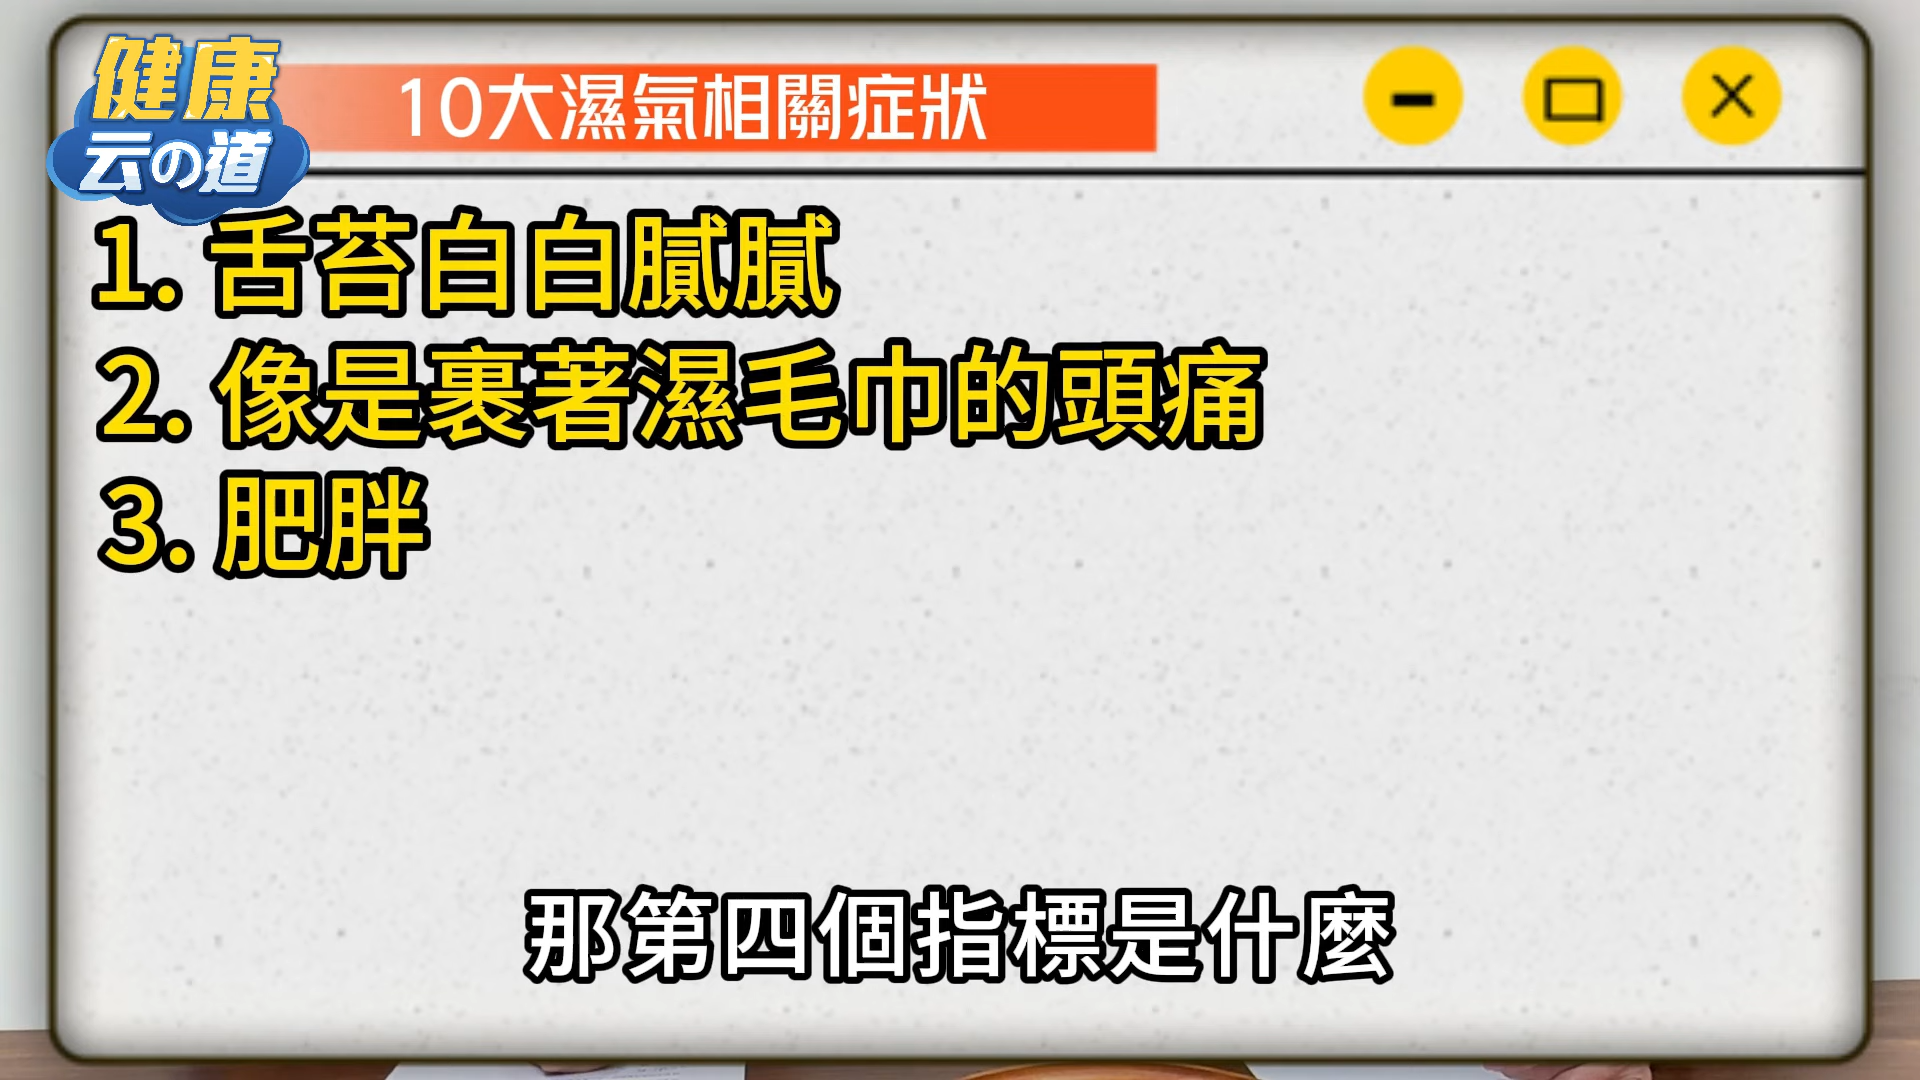 健康
云の道
10大濕氣相關症狀
1. 舌苔白白膩膩
2. 像是裹著濕毛巾的頭痛
3. 肥胖
那第四個指標是什麼